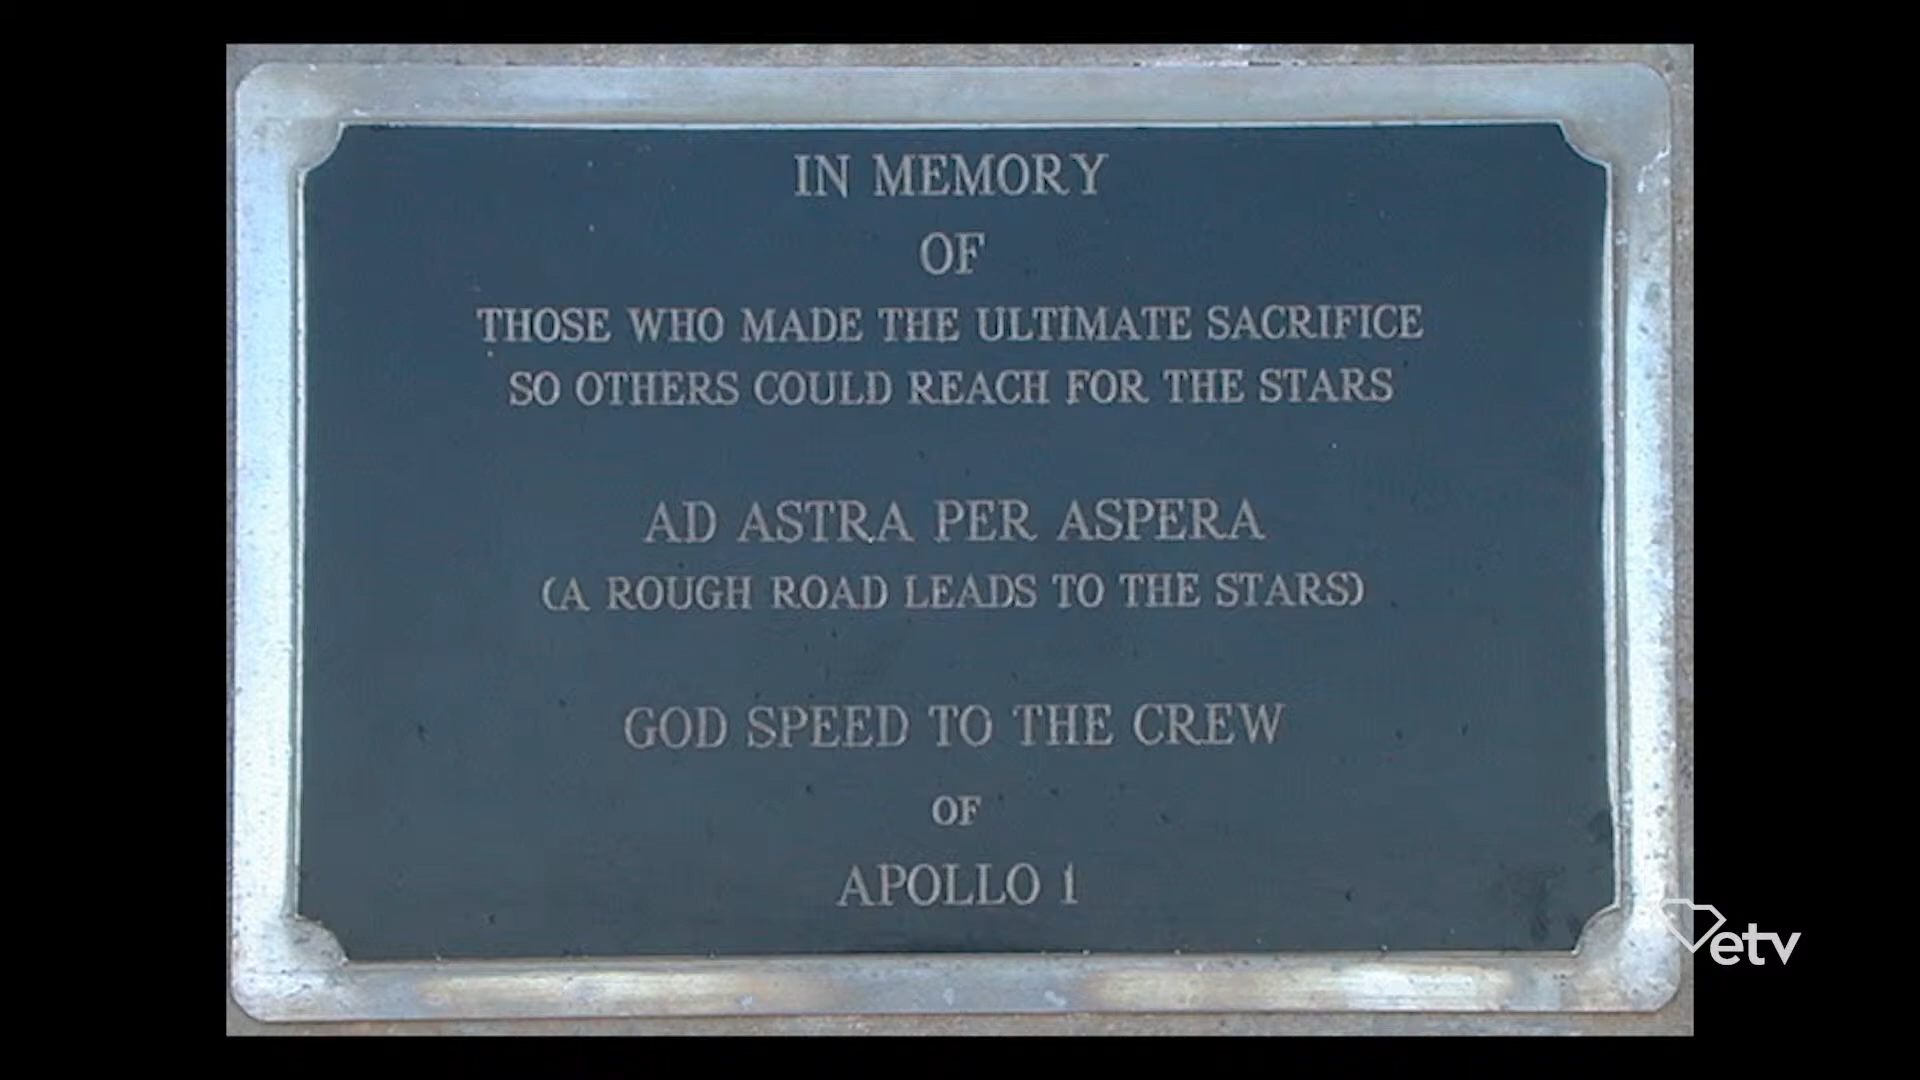 IN MEMORY
OF
THOSE WHO MADE THE ULTIMATE SACRIFICE
SO OTHERS COULD REACH FOR THE STARS
AD ASTRA PER ASPERA
(A ROUGH ROAD LEADS TO THE STARS)
GOD SPEED TO THE CREW
OF
APOLLO 1
etv